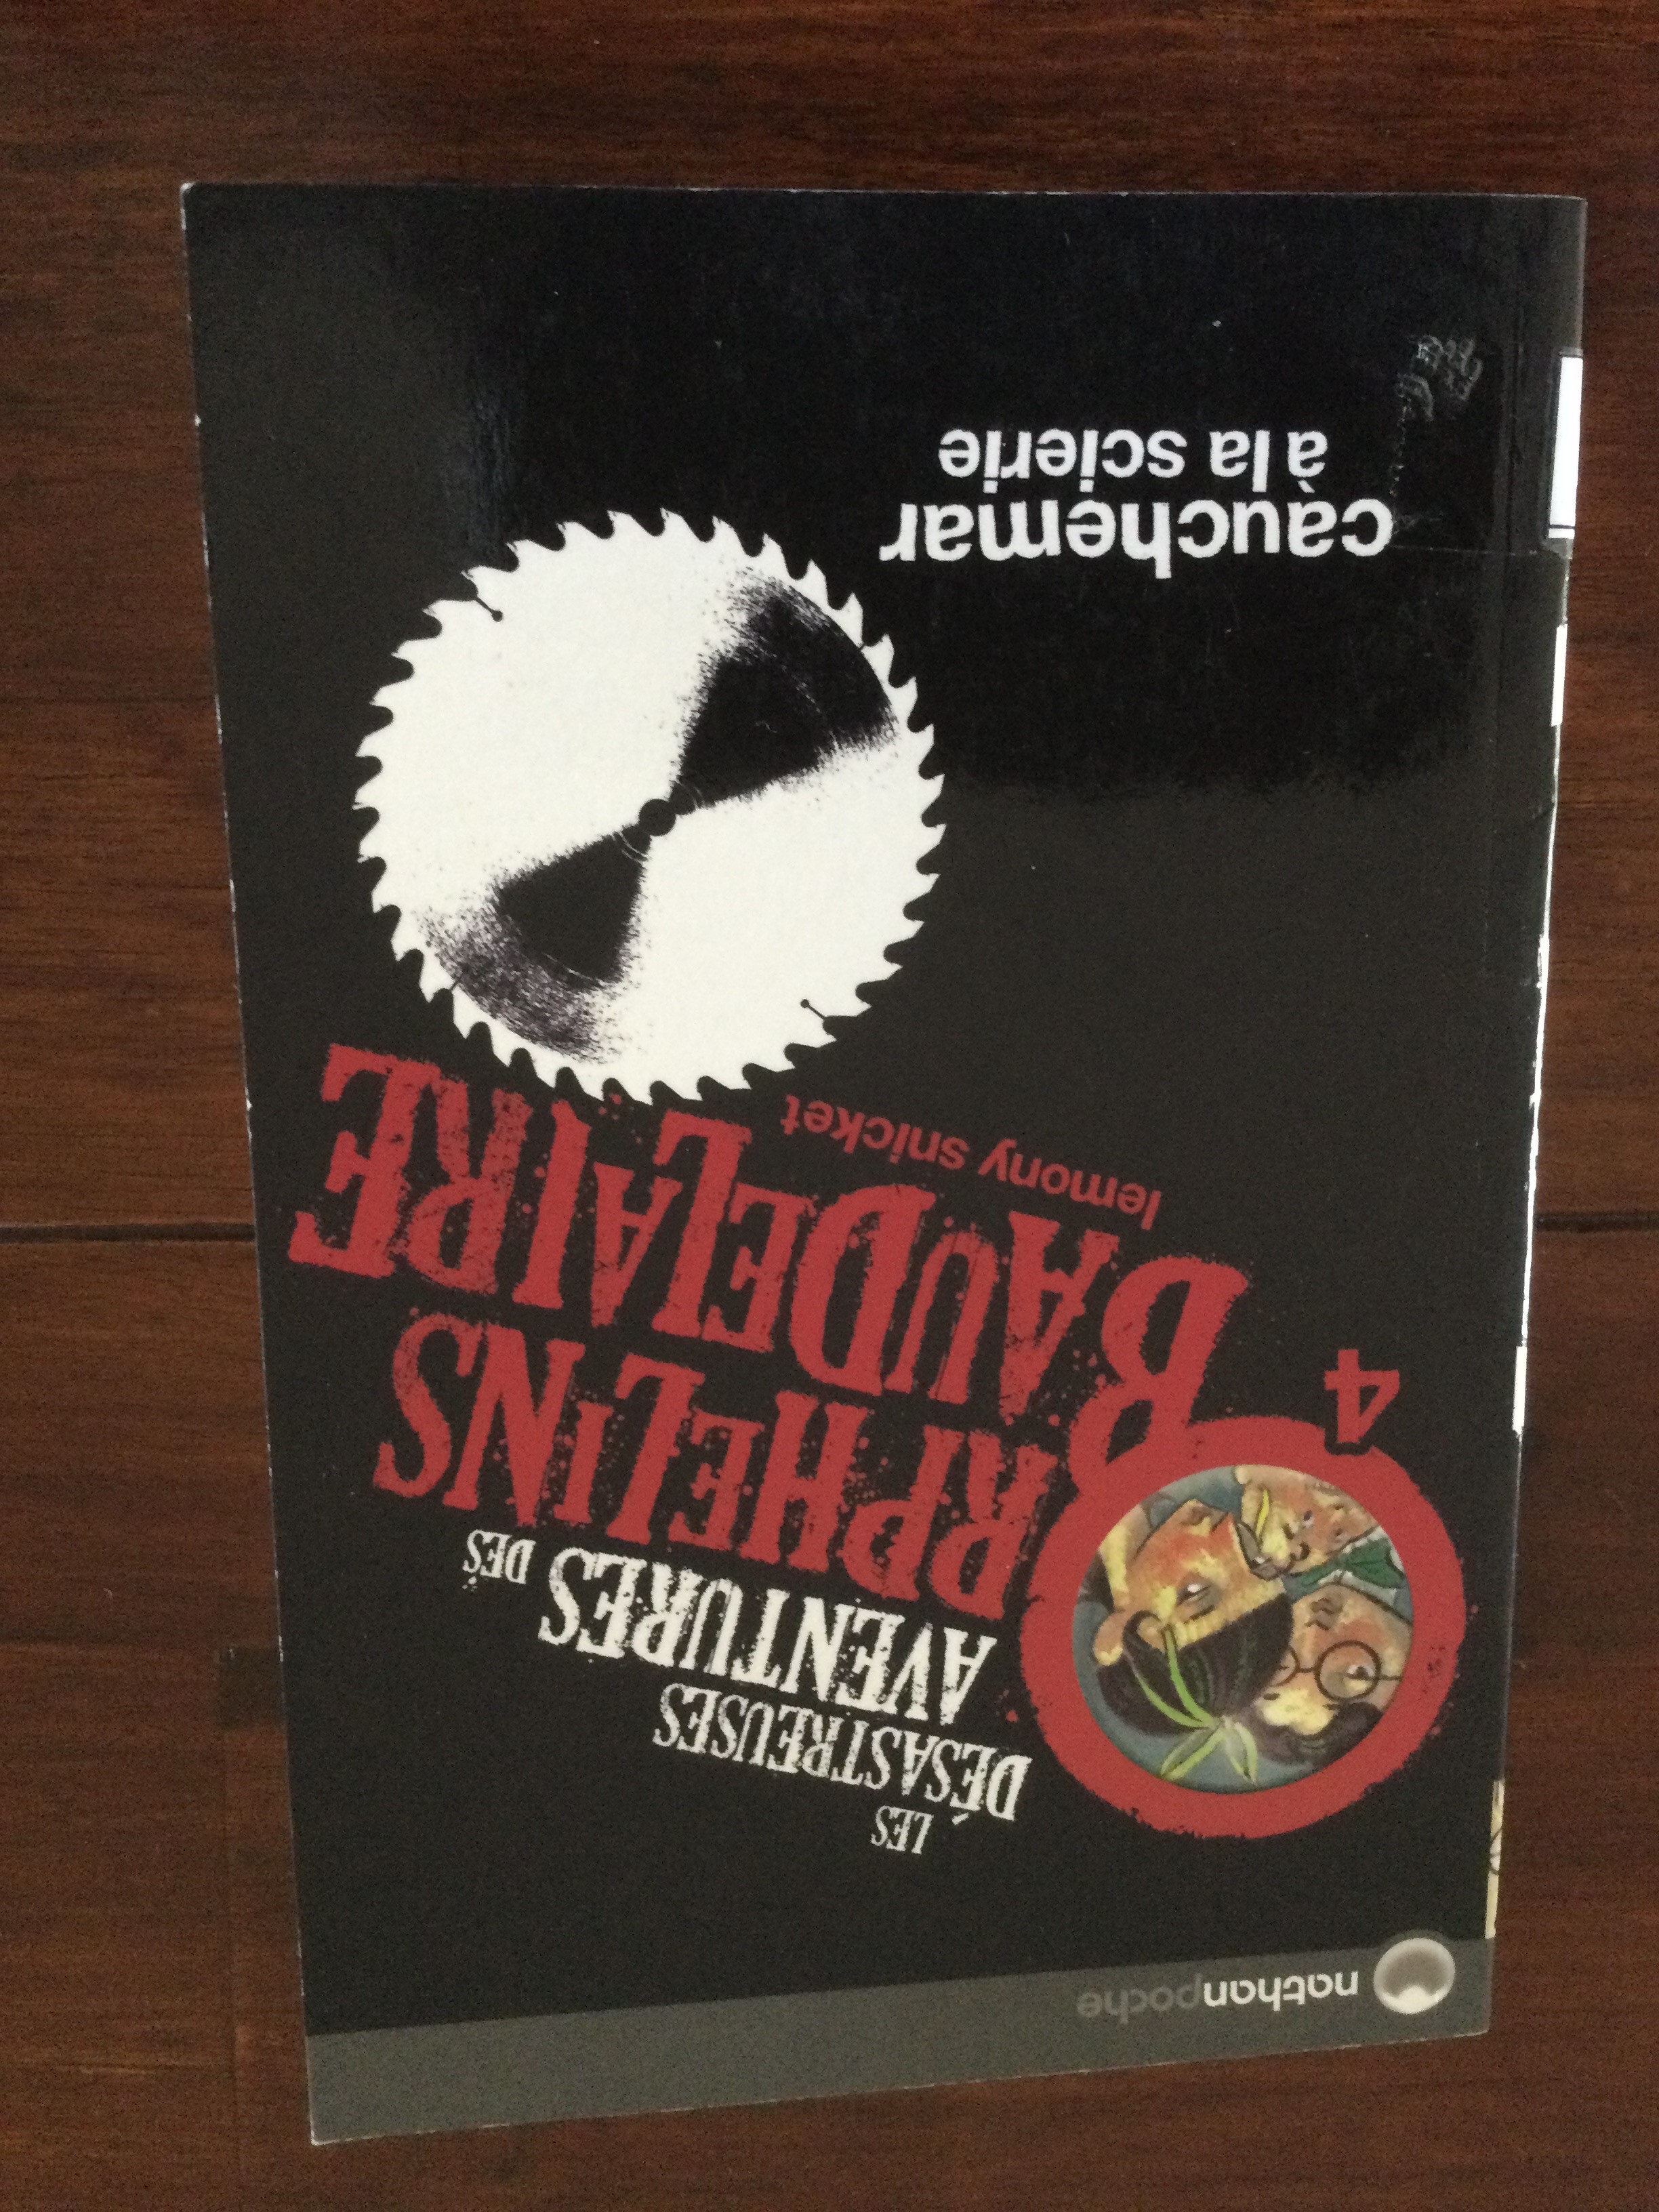 nathanpoche
LES
DÉSASTREUSES
AVENTURES DES
ORPHELINS
BAUDELAIRE
4
lemony snicket
cauchemar
à la scierie